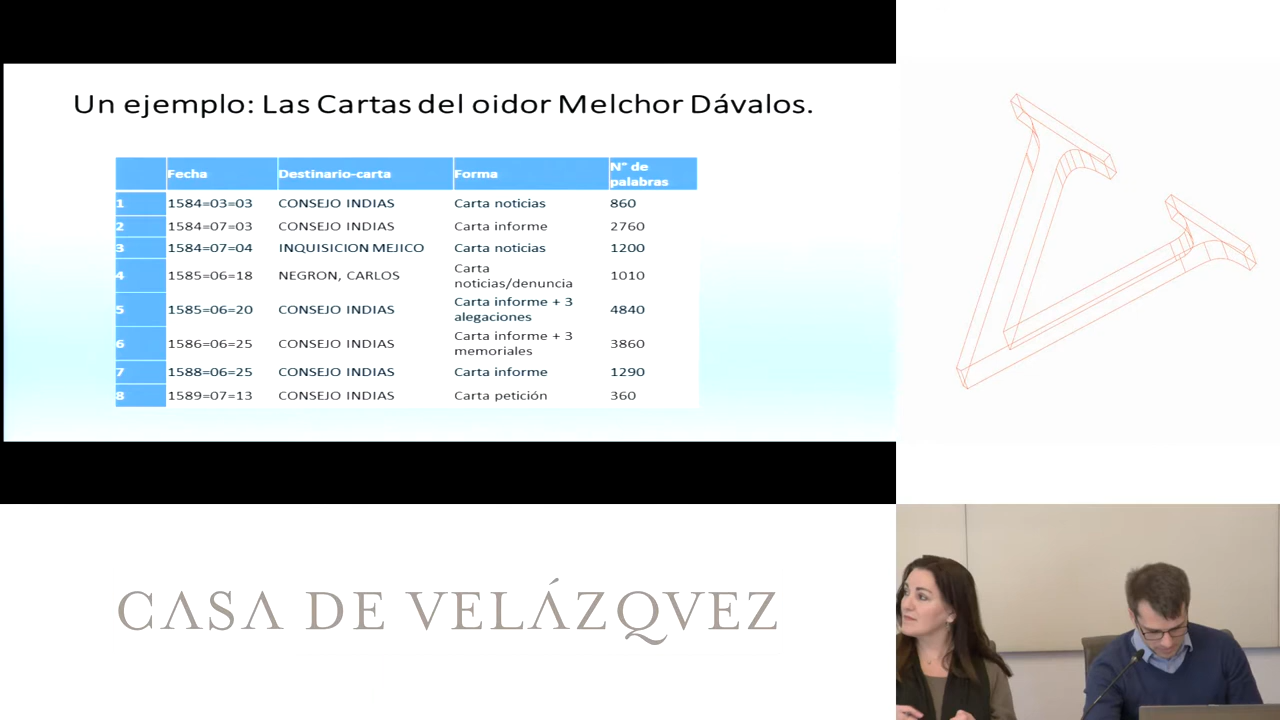 Un ejemplo: Las Cartas del oidor Melchor Dávalos.
Fecha Destinario-carta Forma N° de palabras
1 1584=03=03 CONSEJO INDIAS Carta noticias 860
2 1584=07=03 CONSEJO INDIAS Carta informe 2760
3 1584=07=04 INQUISICION MEJICO Carta noticias 1200
4 1585=06=18 NEGRON, CARLOS Carta noticias/denuncia 1010
5 1585=06=20 CONSEJO INDIAS Carta informe + 3 alegaciones 4840
6 1586=06=25 CONSEJO INDIAS Carta informe + 3 memoriales 3860
7 1588=06=25 CONSEJO INDIAS Carta informe 1290
8 1589=07=13 CONSEJO INDIAS Carta petición 360
CASA DE VELÁZQVEZ